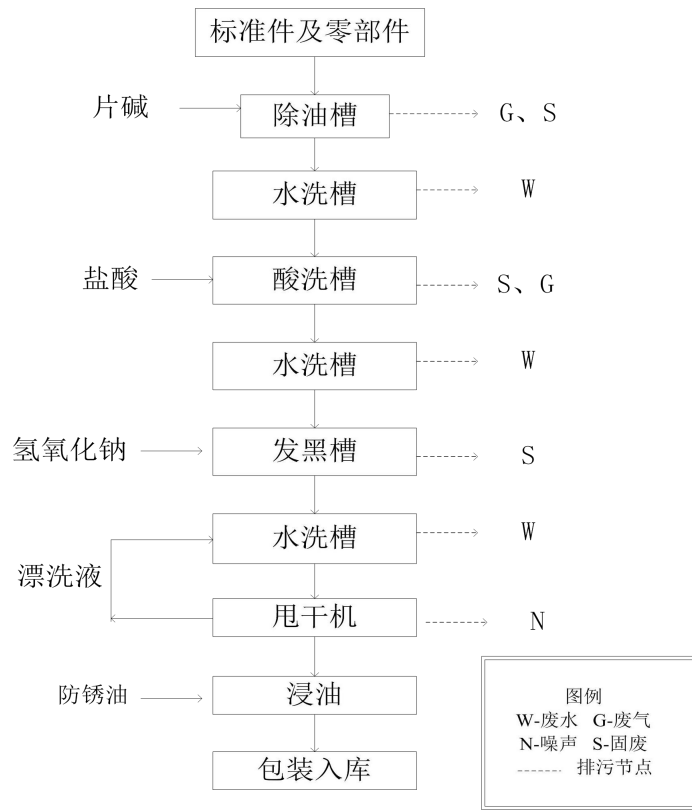 标准件及零部件
片碱
除油槽
G、S
水洗槽
W
盐酸
酸洗槽
S、G
水洗槽
W
氢氧化钠
发黑槽
S
水洗槽
W
漂洗液
甩干机
N
防锈油
浸油
包装入库
图例
W-废水 G-废气
N-噪声 S-固废
排污节点